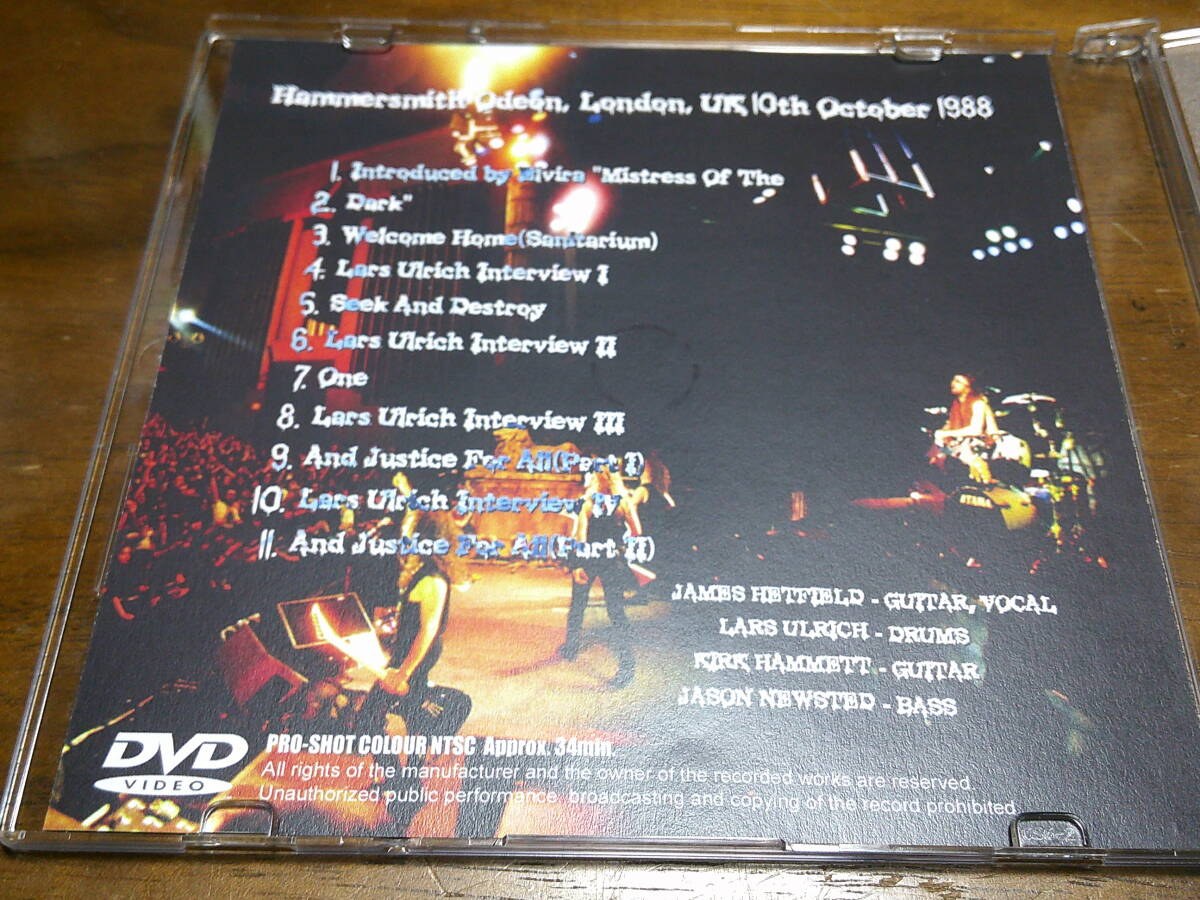 Hammersmith Odeon, London, UK 10th October 1988
1. Introduced by Elvira "Mistress Of The
2. Dark"
3. Welcome Home(Sanitarium)
4. Lars Ulrich Interview I
5. Seek And Destroy
6. Lars Ulrich Interview II
7. One
8. Lars Ulrich Interview III
9. And Justice For All(Part I)
10. Lars Ulrich Interview IV
11. And Justice For All(Part II)
TAMA
JAMES HETFIELD - GUITAR, VOCAL
LARS ULRICH - DRUMS
KIRK HAMMETT - GUITAR
JASON NEWSTED - BASS
DVD
VIDEO
PRO-SHOT COLOUR NTSC Approx. 34min.
All rights of the manufacturer and the owner of the recorded works are reserved.
Unauthorized public performance, broadcasting and copying of the record prohibited